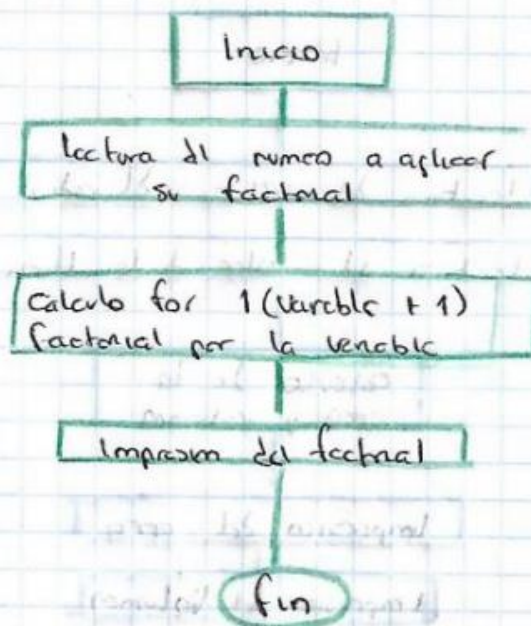 Inicio
lectura dl numeo a aplicar
su factorial
Calculo for 1 (Variable + 1)
factorial por la variable
Impresion del factorial
fin